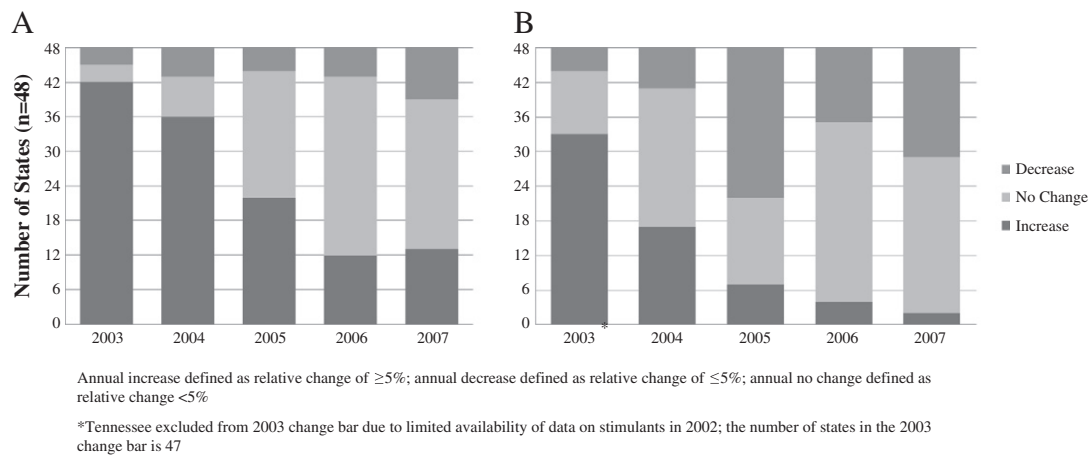 A
B
Number of States (n=48)
48
42
36
30
24
18
12
6
0
2003
2004
2005
2006
2007
48
42
36
30
24
18
12
6
0
2003
*
2004
2005
2006
2007
Decrease
No Change
Increase
Annual increase defined as relative change of ≥5%; annual decrease defined as relative change of ≤5%; annual no change defined as
relative change <5%
*Tennessee excluded from 2003 change bar due to limited availability of data on stimulants in 2002; the number of states in the 2003
change bar is 47